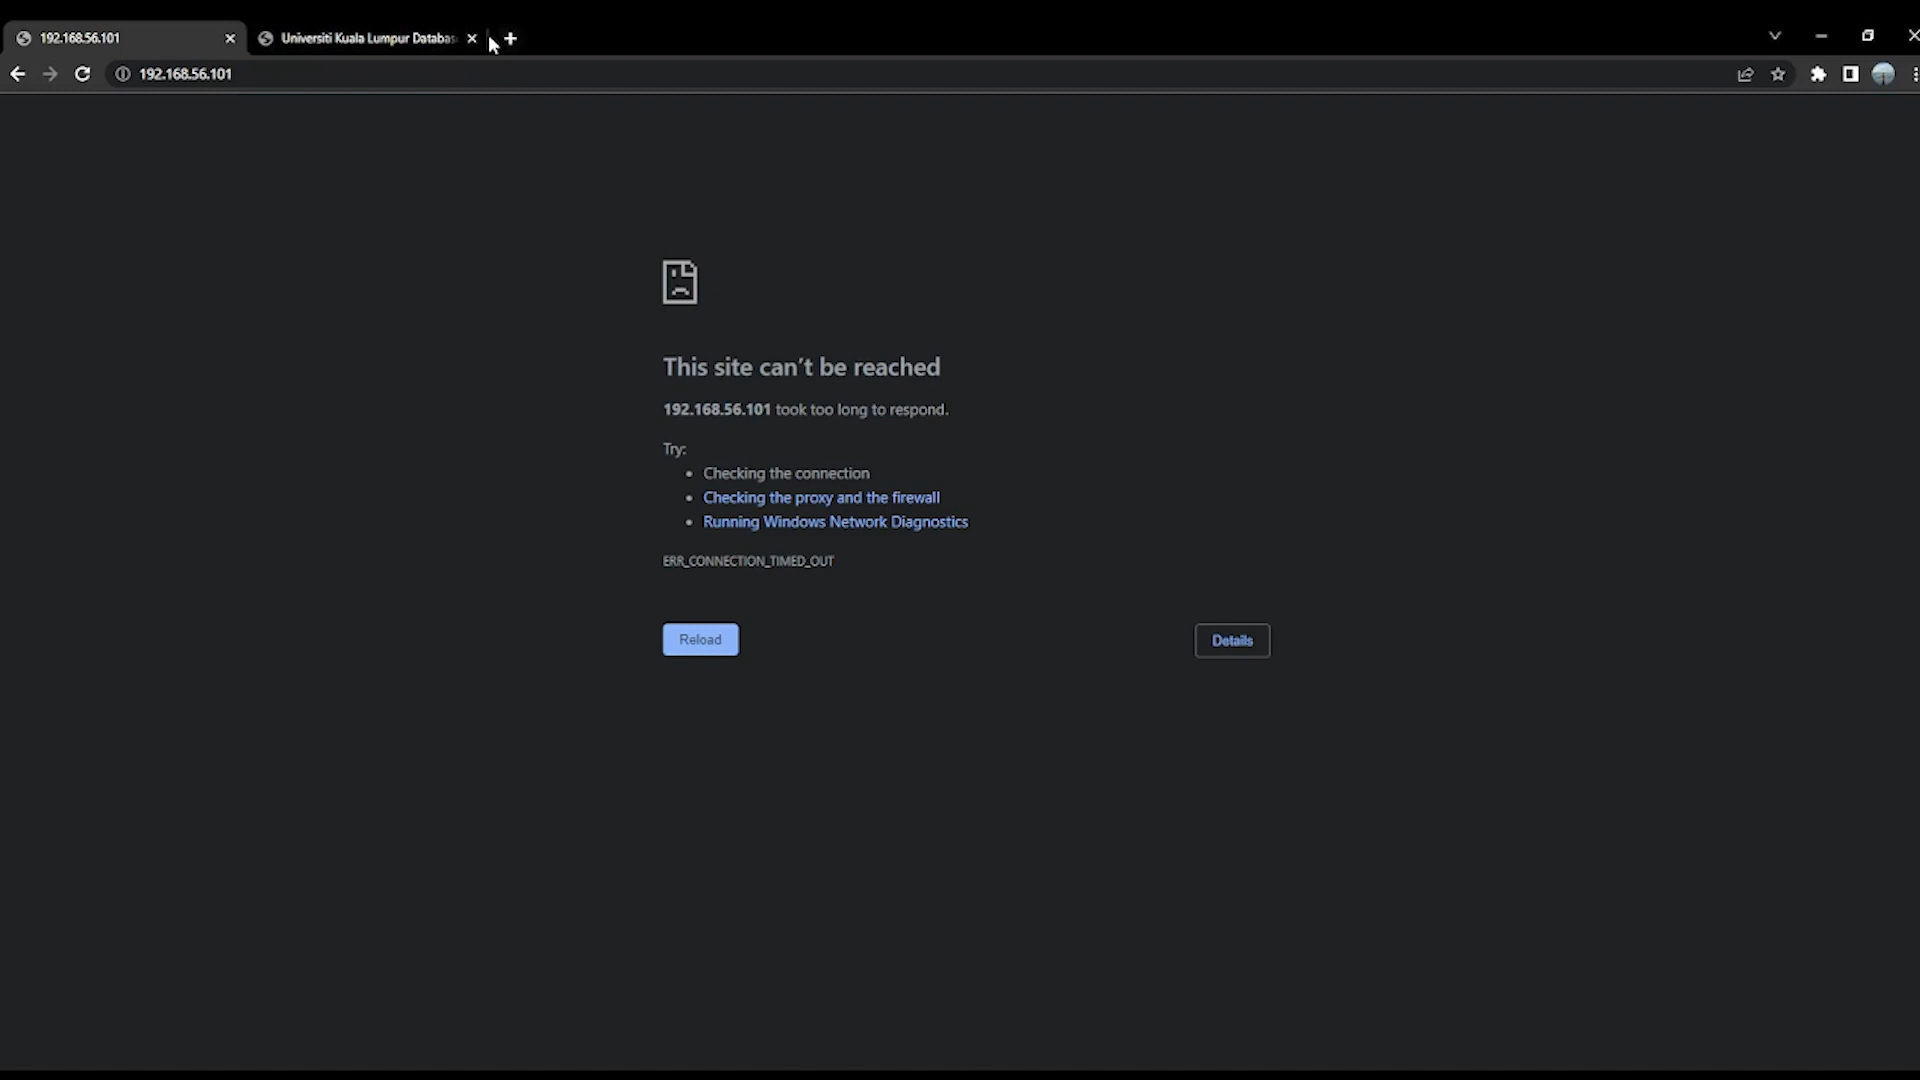 192.168.56.101
Universiti Kuala Lumpur Databas
192.168.56.101
This site can't be reached
192.168.56.101 took too long to respond.
Try:
• Checking the connection
• Checking the proxy and the firewall
• Running Windows Network Diagnostics
ERR_CONNECTION_TIMED_OUT
Reload
Details